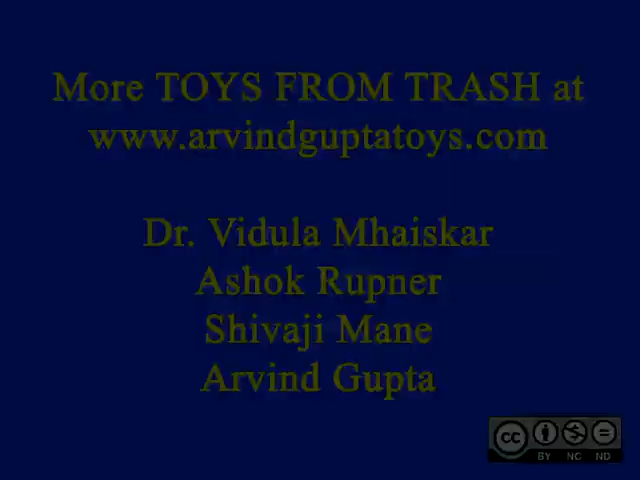 More TOYS FROM TRASH at
www.arvindguptatoys.com
Dr. Vidula Mhaiskar
Ashok Rupner
Shivaji Mane
Arvind Gupta
cc
BY NC ND